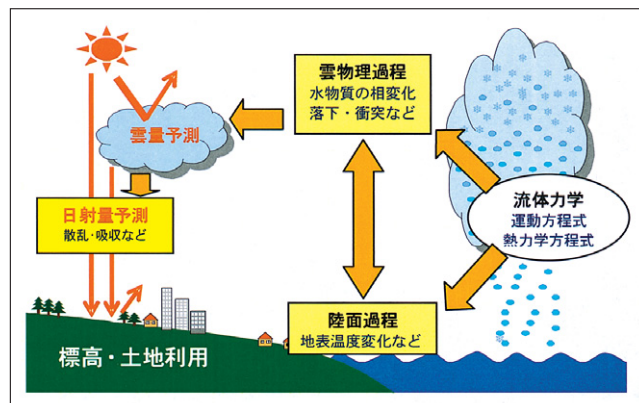 雲物理過程
水物質の相変化
落下・衝突など
雲量予測
日射量予測
散乱・吸収など
流体力学
運動方程式
熱力学方程式
陸面過程
地表温度変化など
標高・土地利用